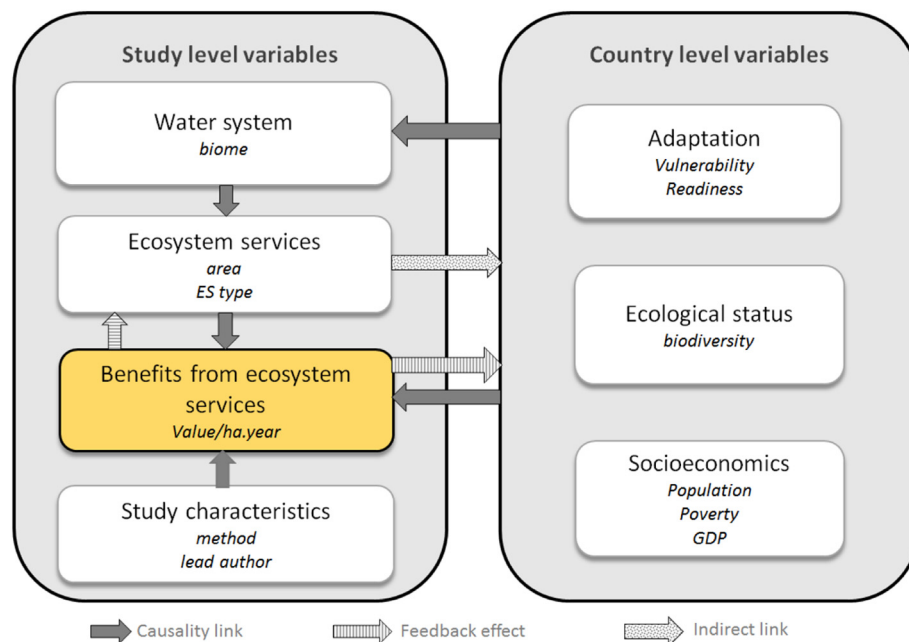 Study level variables
Water system
biome
Ecosystem services
area
ES type
Benefits from ecosystem
services
Value/ha.year
Study characteristics
method
lead author
Country level variables
Adaptation
Vulnerability
Readiness
Ecological status
biodiversity
Socioeconomics
Population
Poverty
GDP
Causality link
Feedback effect
Indirect link